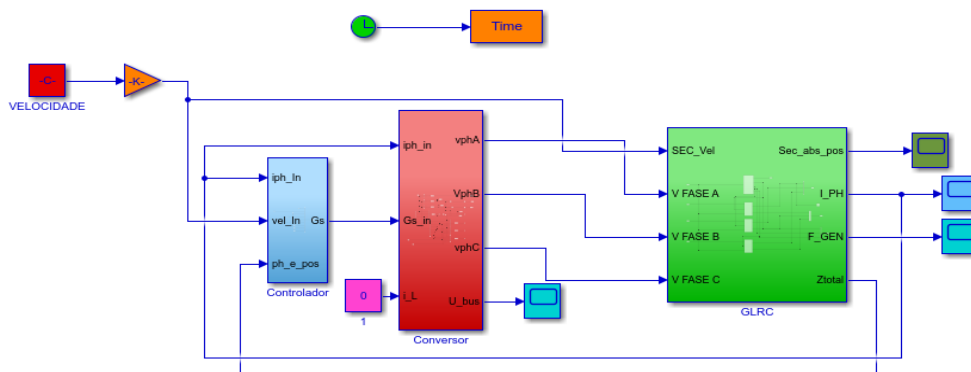 Time
-C-
-K-
VELOCIDADE
iph_in
vphA
VphB
Gs_in
vphC
i_L
U_bus
Conversor
iph_In
vel_In
Gs
ph_e_pos
Controlador
0
1
SEC_Vel
Sec_abs_pos
V FASE A
I_PH
V FASE B
F_GEN
V FASE C
Ztotal
GLRC